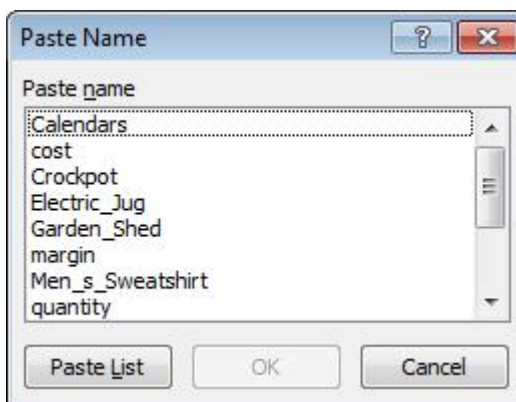 Paste Name
Paste name
Calendars
cost
Crockpot
Electric_Jug
Garden_Shed
margin
Men_s_Sweatshirt
quantity
Paste List OK Cancel